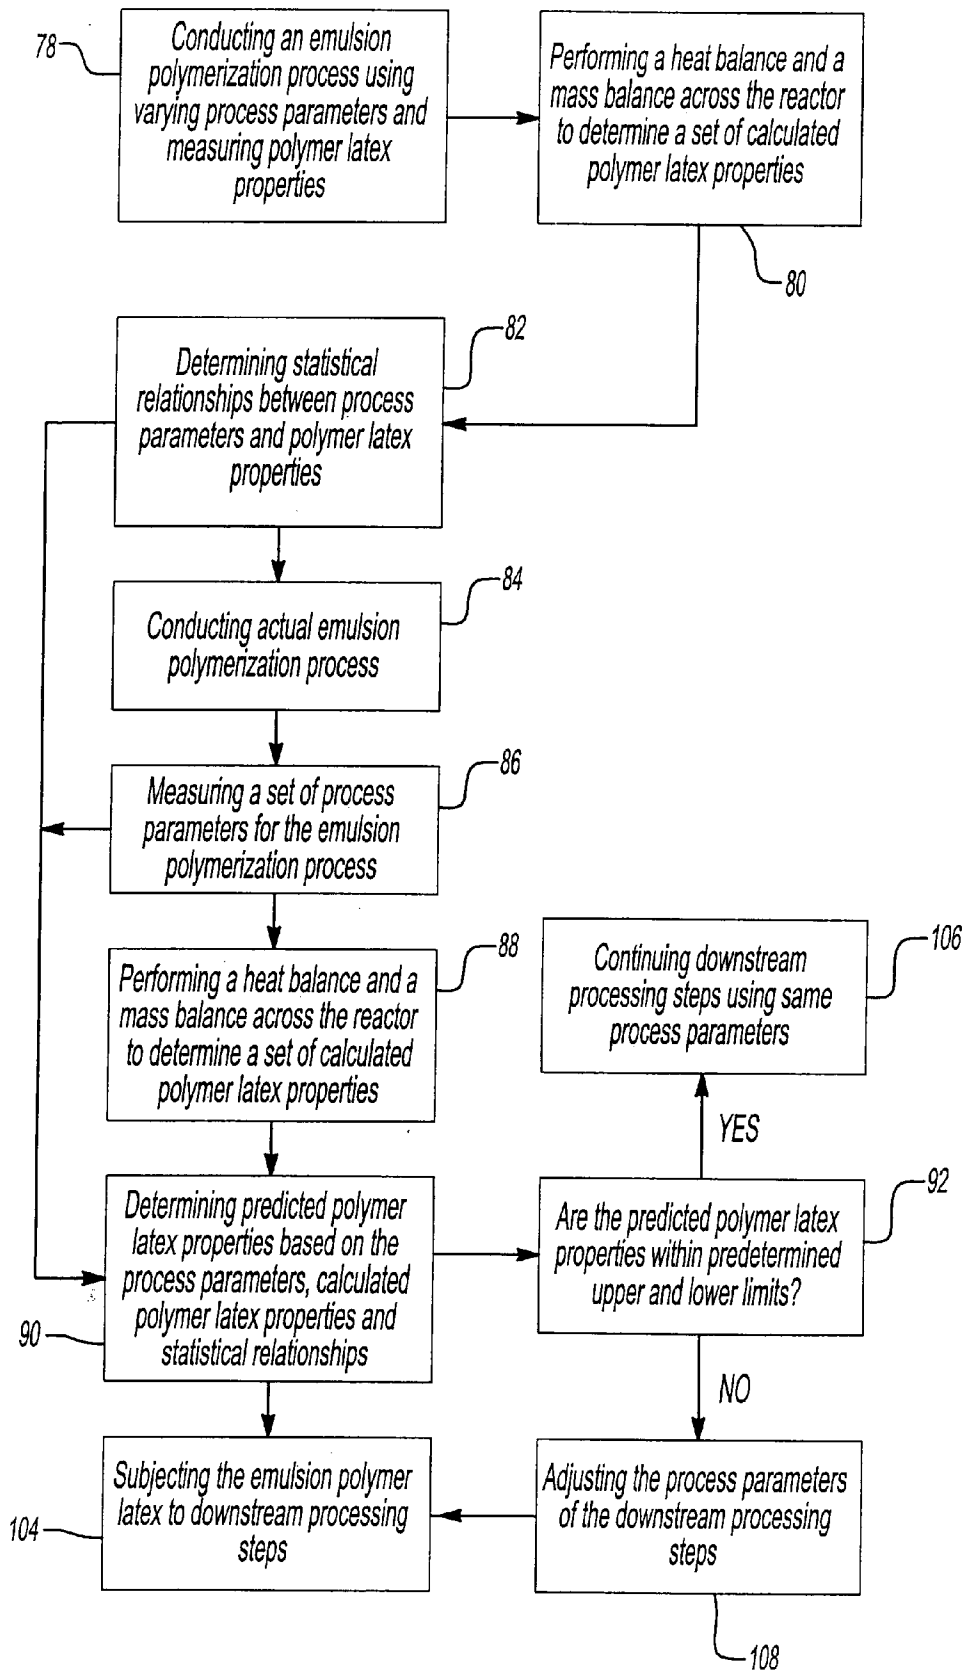 78
Conducting an emulsion
polymerization process using
varying process parameters and
measuring polymer latex
properties
Performing a heat balance and a
mass balance across the reactor
to determine a set of calculated
polymer latex properties
80
82
Determining statistical
relationships between process
parameters and polymer latex
properties
84
Conducting actual emulsion
polymerization process
86
Measuring a set of process
parameters for the emulsion
polymerization process
88
Performing a heat balance and a
mass balance across the reactor
to determine a set of calculated
polymer latex properties
106
Continuing downstream
processing steps using same
process parameters
YES
90
Determining predicted polymer
latex properties based on the
process parameters, calculated
polymer latex properties and
statistical relationships
92
Are the predicted polymer latex
properties within predetermined
upper and lower limits?
NO
104
Subjecting the emulsion polymer
latex to downstream processing
steps
Adjusting the process parameters
of the downstream processing
steps
108